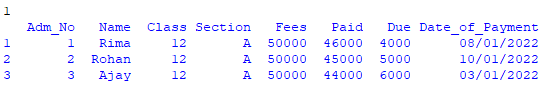 1
Adm_No Name Class Section Fees Paid Due Date_of_Payment
1 1 Rima 12 A 50000 46000 4000 08/01/2022
2 2 Rohan 12 A 50000 45000 5000 10/01/2022
3 3 Ajay 12 A 50000 44000 6000 03/01/2022